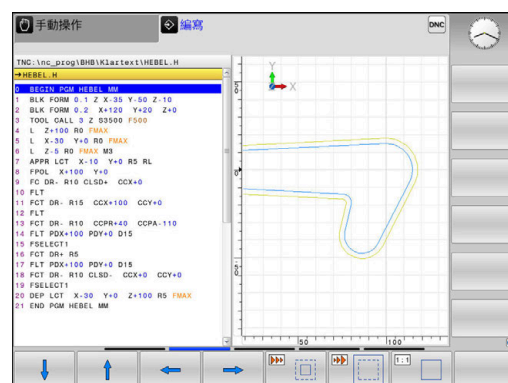 手動操作
編寫
DNC
TNC:\nc_prog\BHB\Klartext\HEBEL.H
→HEBEL.H
0 BEGIN PGM HEBEL MM
1 BLK FORM 0.1 Z X-35 Y-50 Z-10
2 BLK FORM 0.2 X+120 Y+20 Z+0
3 TOOL CALL 3 Z S3500 F500
4 L Z+100 R0 FMAX
5 L X-30 Y+0 R0 FMAX
6 L Z-5 R0 FMAX M3
7 APPR LCT X-10 Y+0 R5 RL
8 FPOL X+100 Y+0
9 FC DR- R10 CLSD+ CCX+0
10 FLT
11 FCT DR- R15 CCX+100 CCY+0
12 FLT
13 FCT DR- R10 CCPR+40 CCPA-110
14 FLT PDX+100 PDY+0 D15
15 FSELECT1
16 FCT DR+ R5
17 FLT PDX+100 PDY+0 D15
18 FCT DR- R10 CLSD- CCX+0 CCY+0
19 FSELECT1
20 DEP LCT X-30 Y+0 Z+100 R5 FMAX
21 END PGM HEBEL MM
Y
X
50
100
1:1